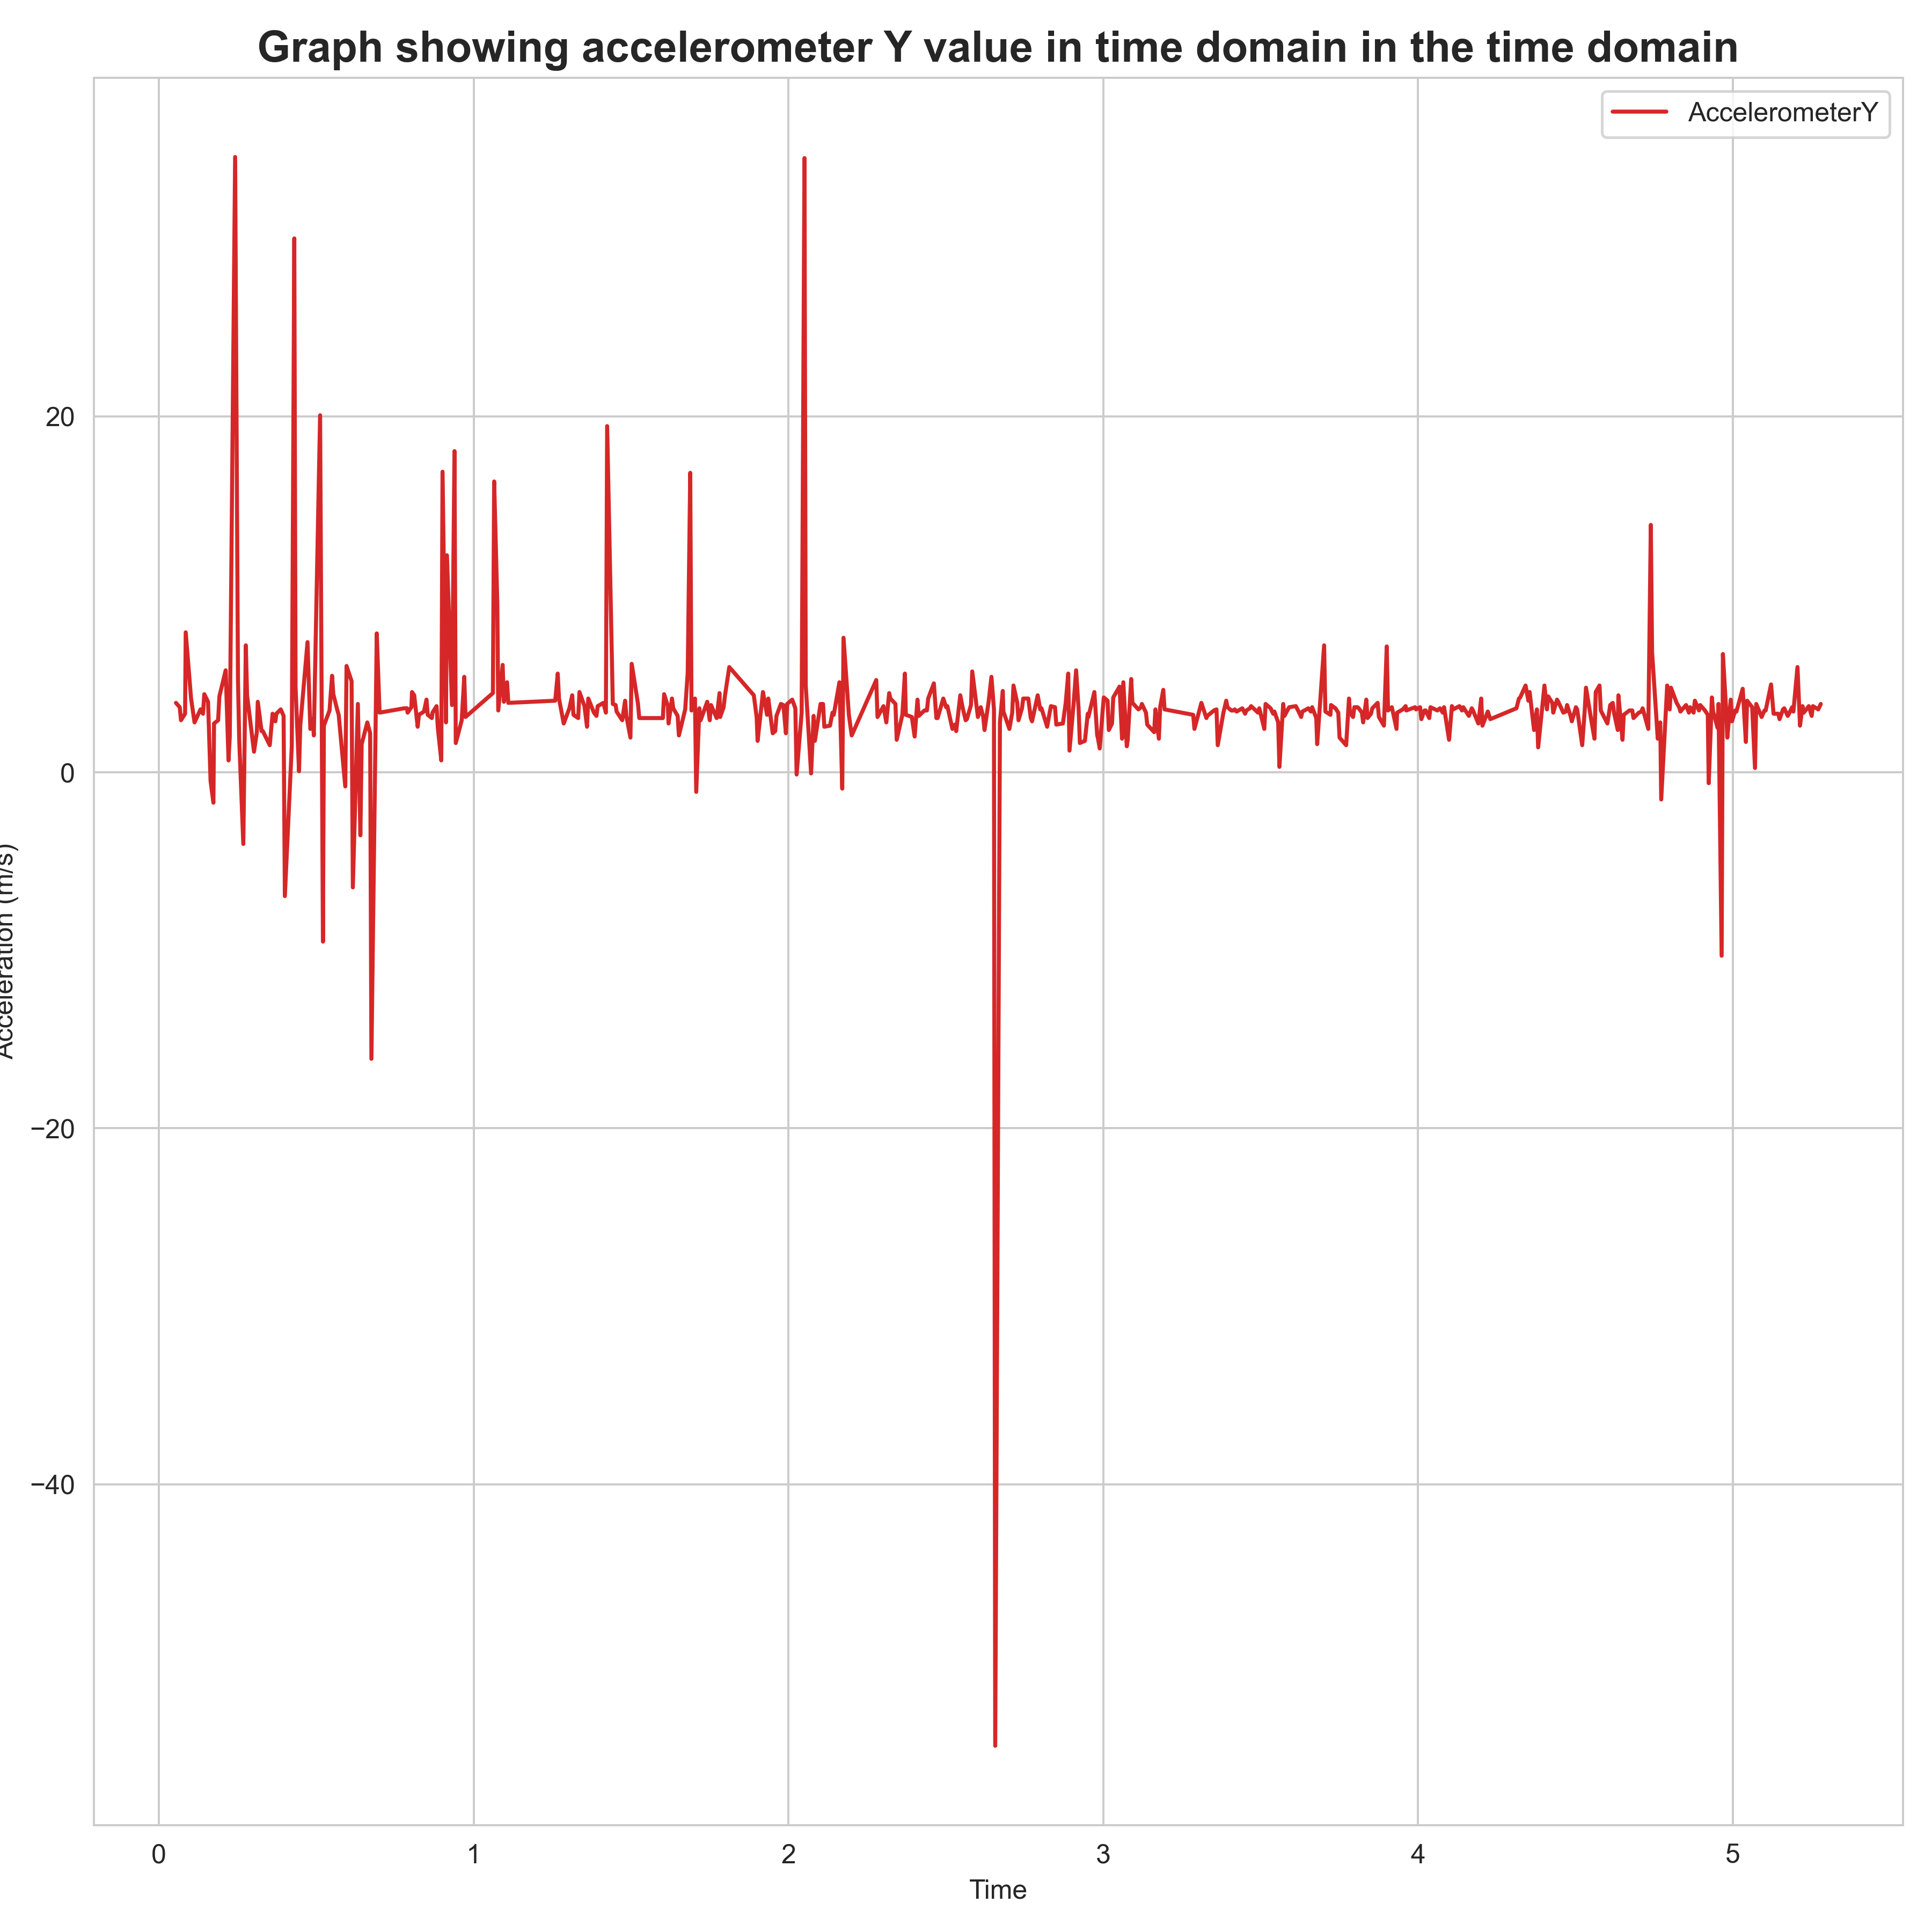 Graph showing accelerometer Y value in time domain in the time domain
AccelerometerY
20
0
−20
−40
Acceleration (m/s)
0 1 2 3 4 5
Time